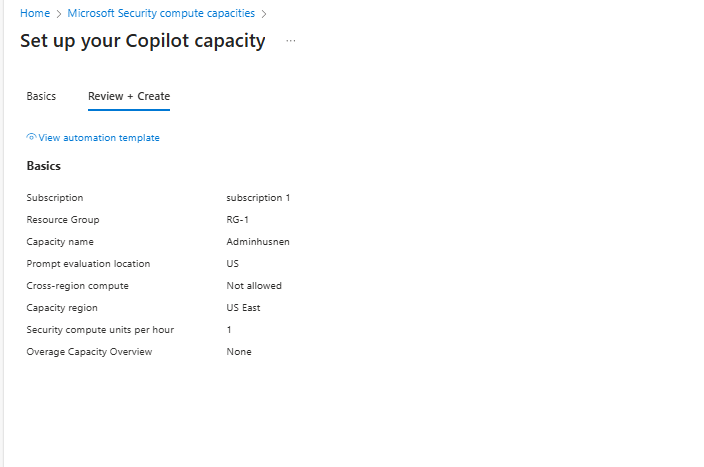 Home > Microsoft Security compute capacities >
Set up your Copilot capacity ...
Basics Review + Create
View automation template
Basics
Subscription subscription 1
Resource Group RG-1
Capacity name Adminhusnen
Prompt evaluation location US
Cross-region compute Not allowed
Capacity region US East
Security compute units per hour 1
Overage Capacity Overview None